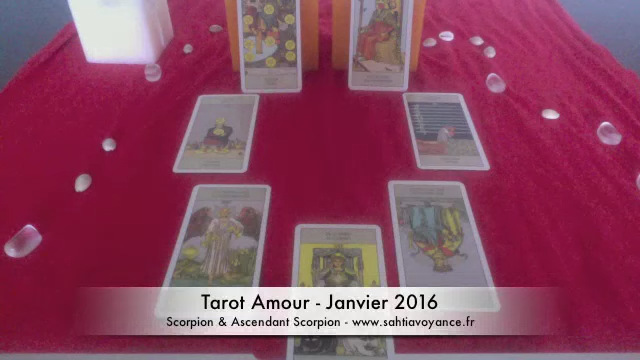 Tarot Amour - Janvier 2016
Scorpion & Ascendant Scorpion - www.sahtiavoyance.fr